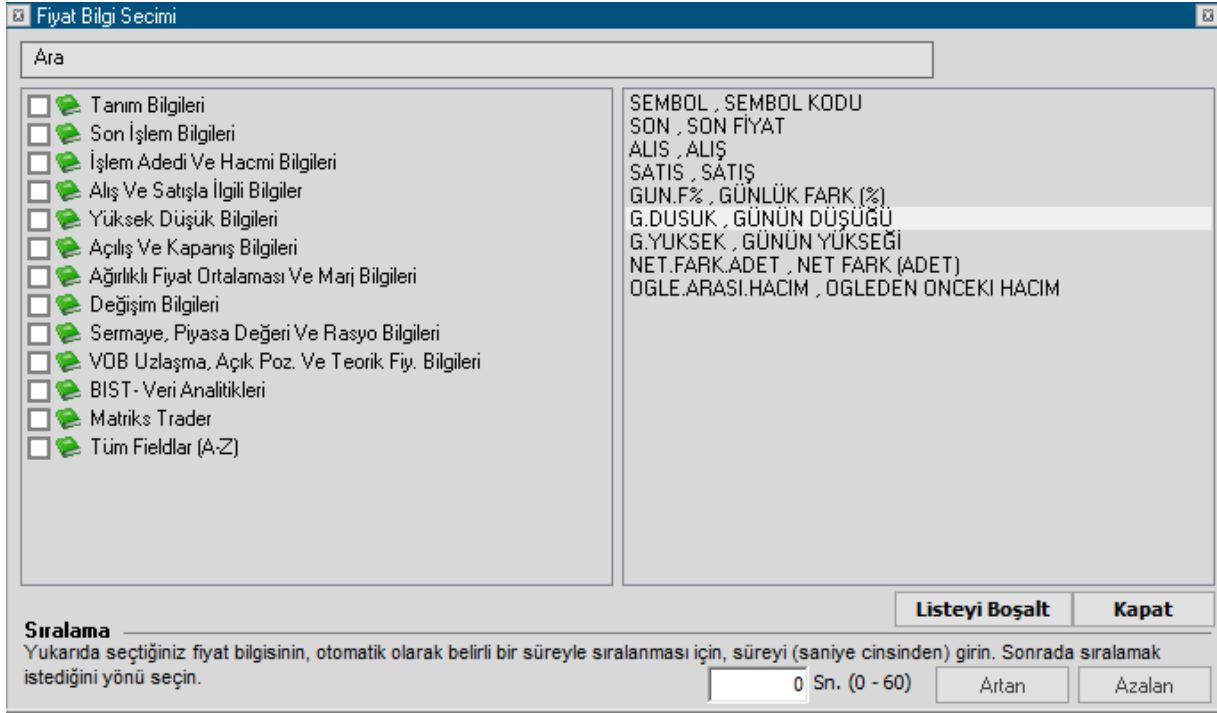 Fiyat Bilgi Secimi
Ara
Tanım Bilgileri
Son İşlem Bilgileri
İşlem Adedi Ve Hacmi Bilgileri
Alış Ve Satışla İlgili Bilgiler
Yüksek Düşük Bilgileri
Açılış Ve Kapanış Bilgileri
Ağırlıklı Fiyat Ortalaması Ve Marj Bilgileri
Değişim Bilgileri
Sermaye, Piyasa Değeri Ve Rasyo Bilgileri
VOB Uzlaşma, Açık Poz. Ve Teorik Fiy. Bilgileri
BIST- Veri Analitikleri
Matriks Trader
Tüm Fieldlar (A-Z)
SEMBOL , SEMBOL KODU
SON , SON FİYAT
ALIS , ALIŞ
SATIS , SATIŞ
GUN.F% , GÜNLÜK FARK (%)
G.DUSUK , GÜNÜN DÜŞÜĞÜ
G.YUKSEK , GÜNÜN YÜKSEĞİ
NET.FARK.ADET , NET FARK (ADET)
OGLE.ARASI.HACIM , OGLEDEN ONCEKI HACIM
Listeyi Boşalt
Kapat
Sıralama
Yukarıda seçtiğiniz fiyat bilgisinin, otomatik olarak belirli bir süreyle sıralanması için, süreyi (saniye cinsinden) girin. Sonrada sıralamak
istediğini yönü seçin.
0 Sn. (0 - 60)
Artan
Azalan